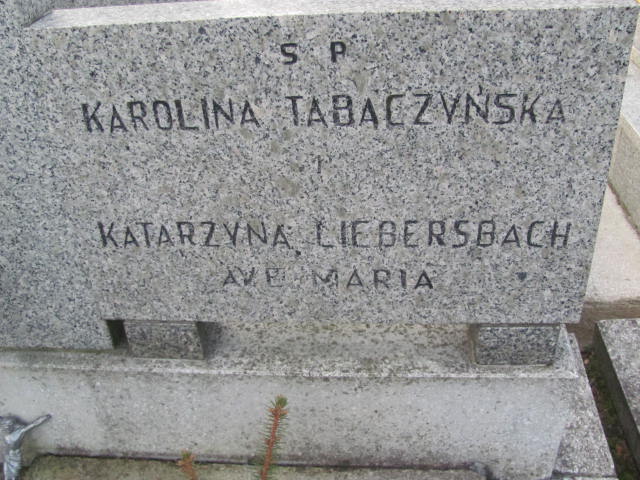 S P
KAROLINA TABACZYŃSKA
I
KATARZYNA LIEBERSBACH
AVE MARIA